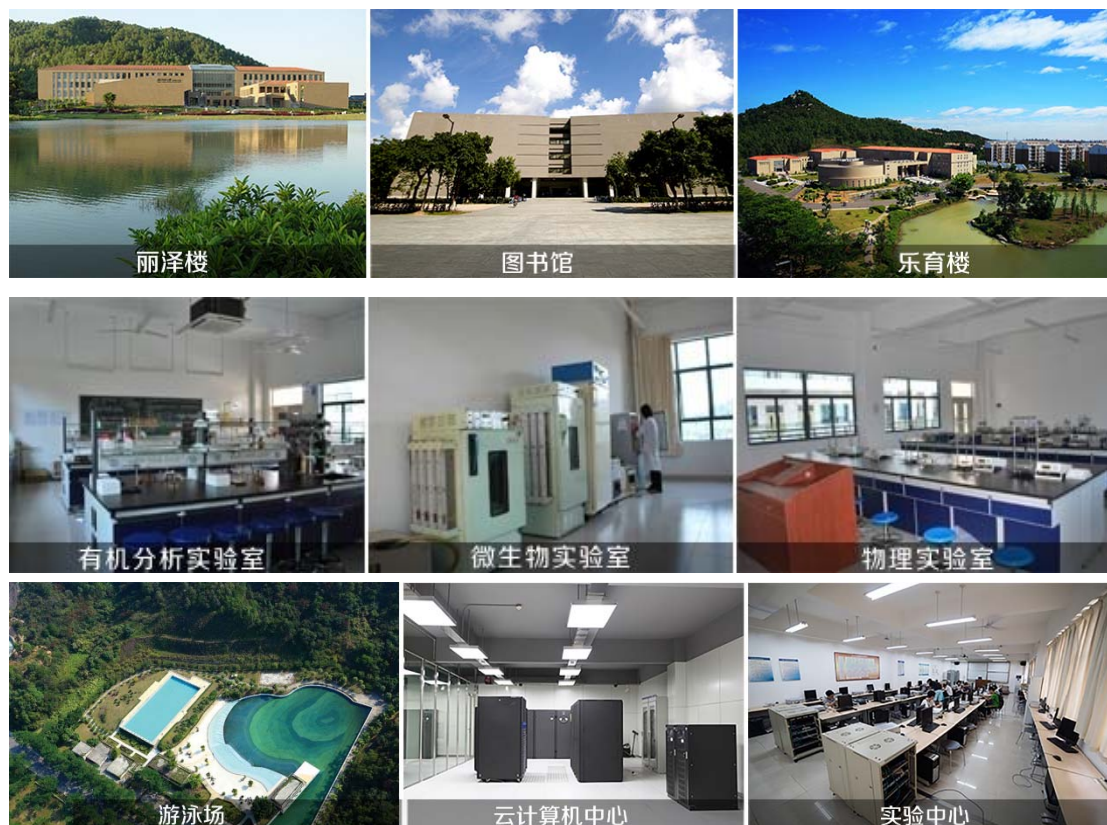 丽泽楼
图书馆
乐育楼
有机分析实验室
微生物实验室
物理实验室
游泳场
云计算机中心
实验中心